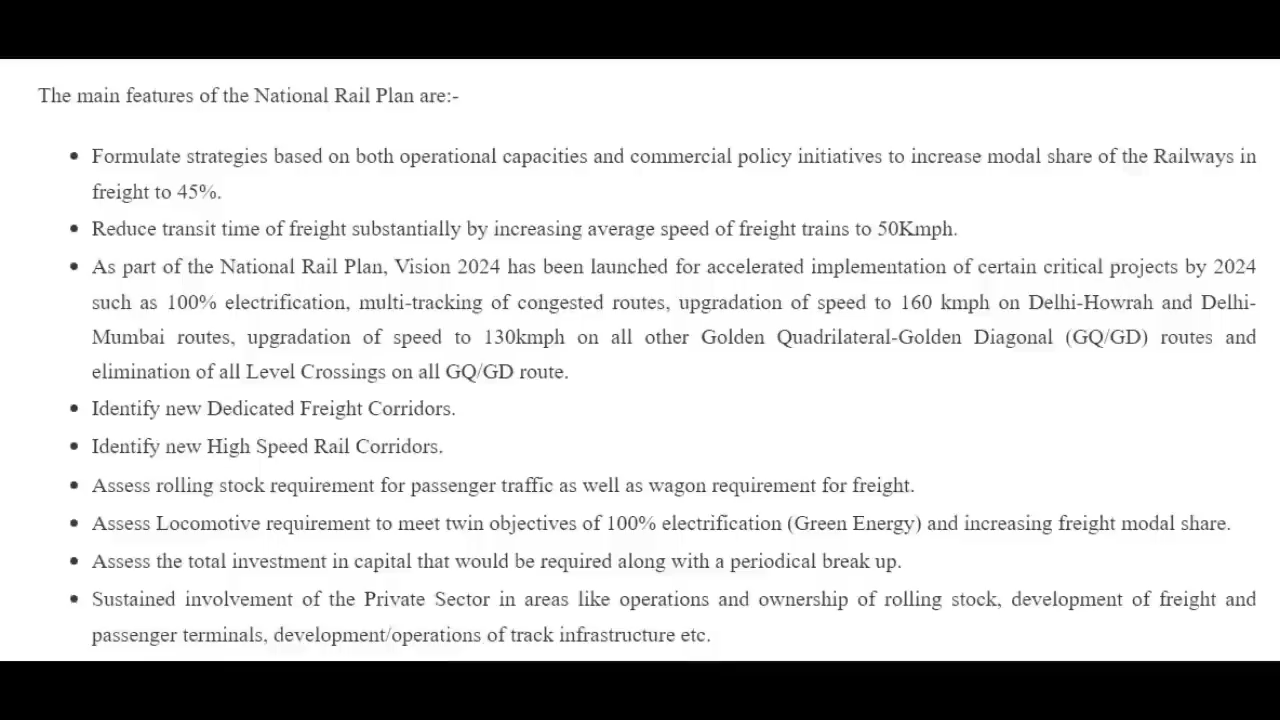 The main features of the National Rail Plan are:-
• Formulate strategies based on both operational capacities and commercial policy initiatives to increase modal share of the Railways in
freight to 45%.
• Reduce transit time of freight substantially by increasing average speed of freight trains to 50Kmph.
• As part of the National Rail Plan, Vision 2024 has been launched for accelerated implementation of certain critical projects by 2024
such as 100% electrification, multi-tracking of congested routes, upgradation of speed to 160 kmph on Delhi-Howrah and Delhi-
Mumbai routes, upgradation of speed to 130kmph on all other Golden Quadrilateral-Golden Diagonal (GQ/GD) routes and
elimination of all Level Crossings on all GQ/GD route.
• Identify new Dedicated Freight Corridors.
• Identify new High Speed Rail Corridors.
• Assess rolling stock requirement for passenger traffic as well as wagon requirement for freight.
• Assess Locomotive requirement to meet twin objectives of 100% electrification (Green Energy) and increasing freight modal share.
• Assess the total investment in capital that would be required along with a periodical break up.
• Sustained involvement of the Private Sector in areas like operations and ownership of rolling stock, development of freight and
passenger terminals, development/operations of track infrastructure etc.